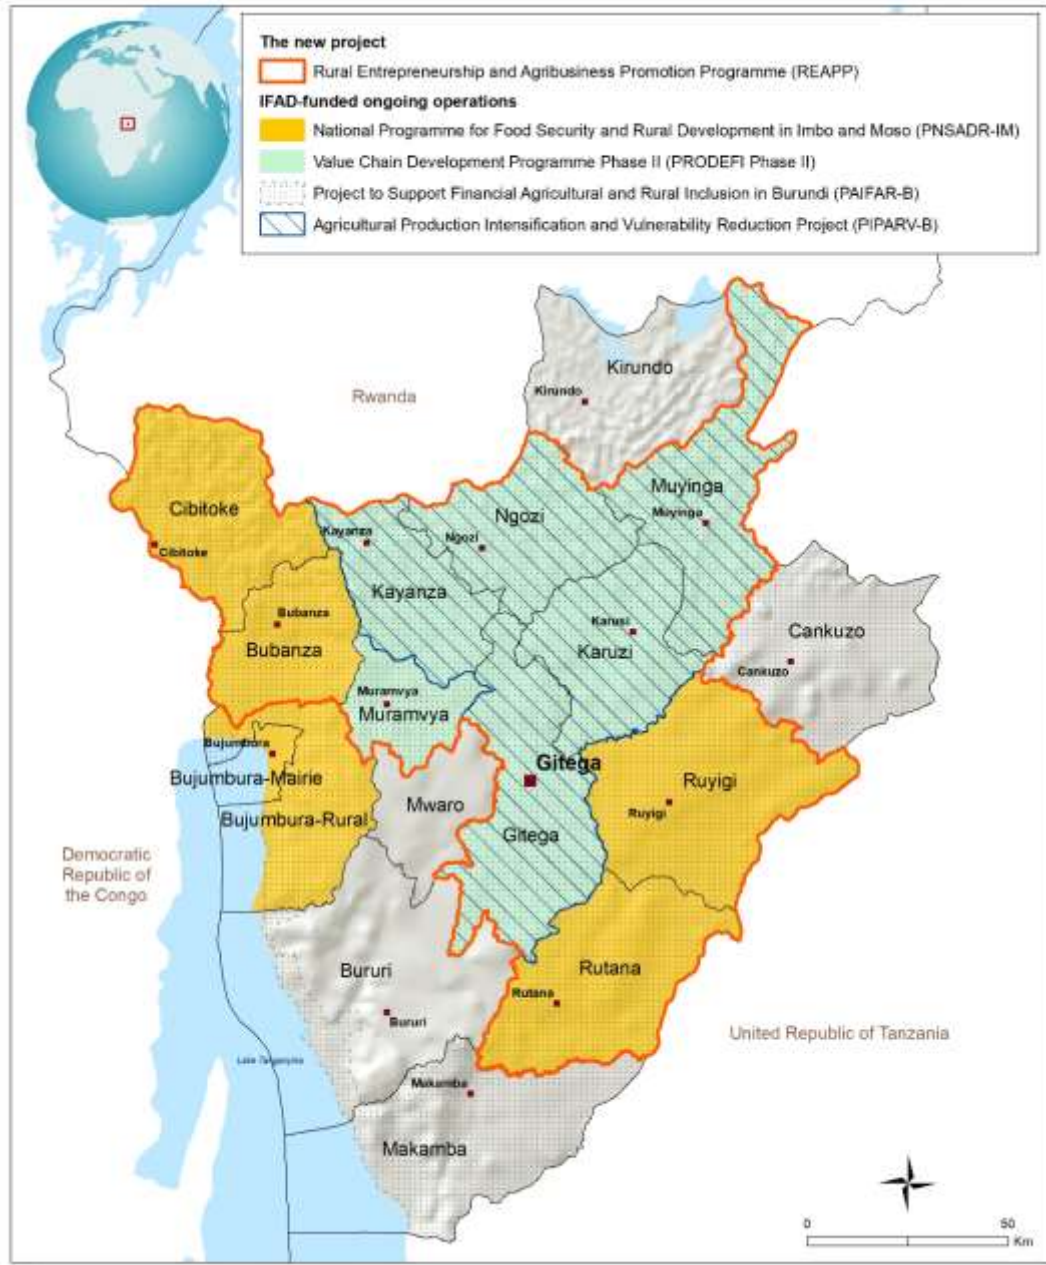 The new project
Rural Entrepreneurship and Agribusiness Promotion Programme (REAPP)
IFAD-funded ongoing operations
National Programme for Food Security and Rural Development in Imbo and Moso (PNSADR-IM)
Value Chain Development Programme Phase II (PRODEFI Phase II)
Project to Support Financial Agricultural and Rural Inclusion in Burundi (PAIFAR-B)
Agricultural Production Intensification and Vulnerability Reduction Project (PIPARV-B)
Kirundo
Kirundo
Rwanda
Muyinga
Muyinga
Cibitoke
Cibitoke
Ngozi
Ngozi
Kayanza
Kayanza
Bubanza
Bubanza
Karusi
Karuzi
Cankuzo
Cankuzo
Muramvya
Muramvya
Bujumbura
Bujumbura-Mairie
Bujumbura-Rural
Mwaro
Gitega
Gitega
Ruyigi
Ruyigi
Democratic
Republic of
the Congo
Bururi
Bururi
Rutana
Rutana
United Republic of Tanzania
Lake Tanganyika
Makamba
Makamba
0 50
Km